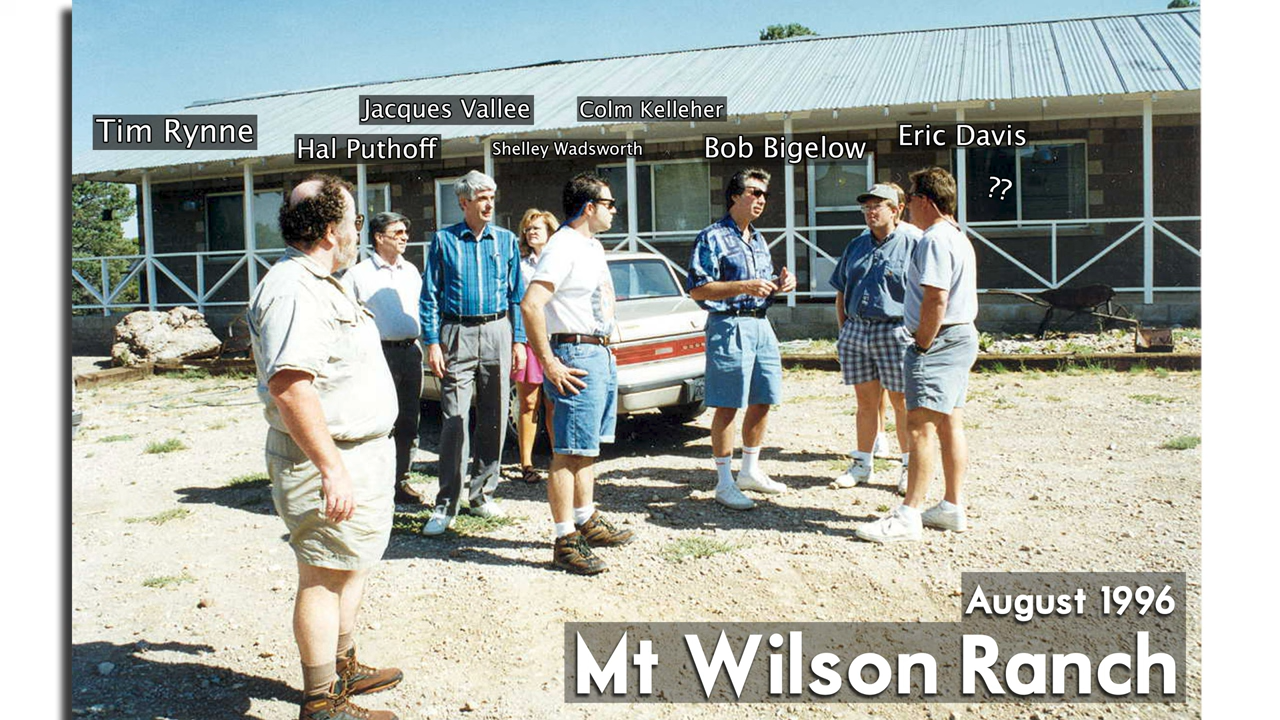 Jacques Vallee
Colm Kelleher
Tim Rynne
Hal Puthoff
Shelley Wadsworth
Bob Bigelow
Eric Davis
??
August 1996
Mt Wilson Ranch